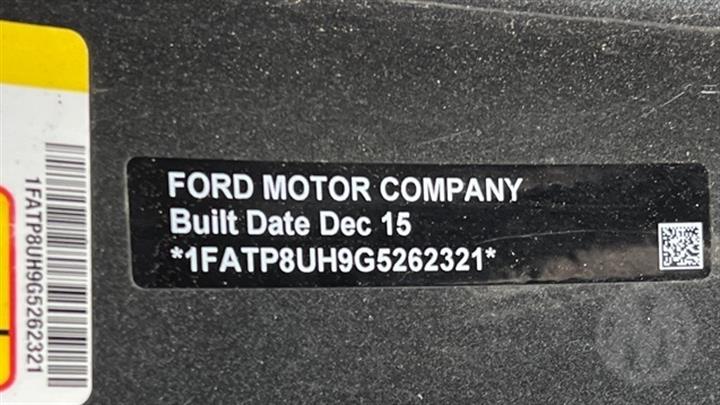 FORD MOTOR COMPANY
Built Date Dec 15
*1FATP8UH9G5262321*
1FATP8UH9G5262321